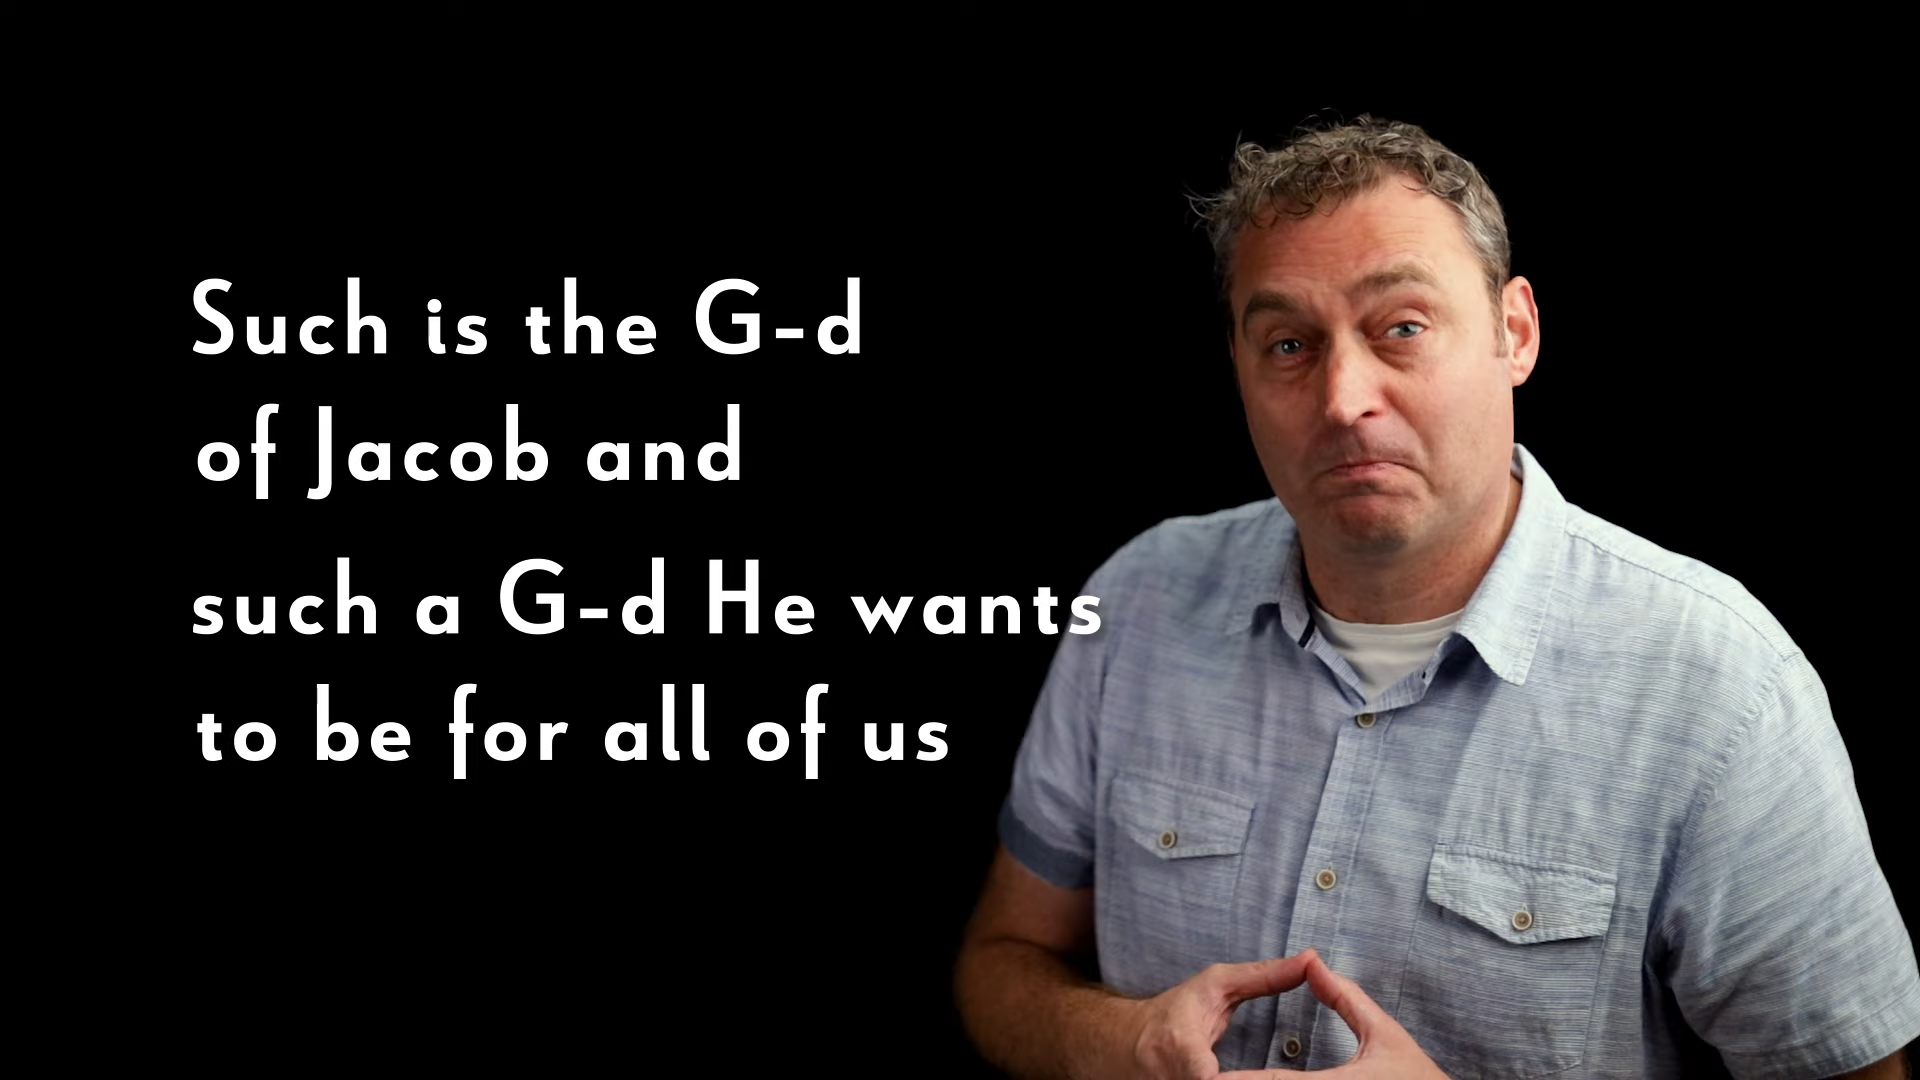 Such is the G-d
of Jacob and
such a G-d He wants
to be for all of us